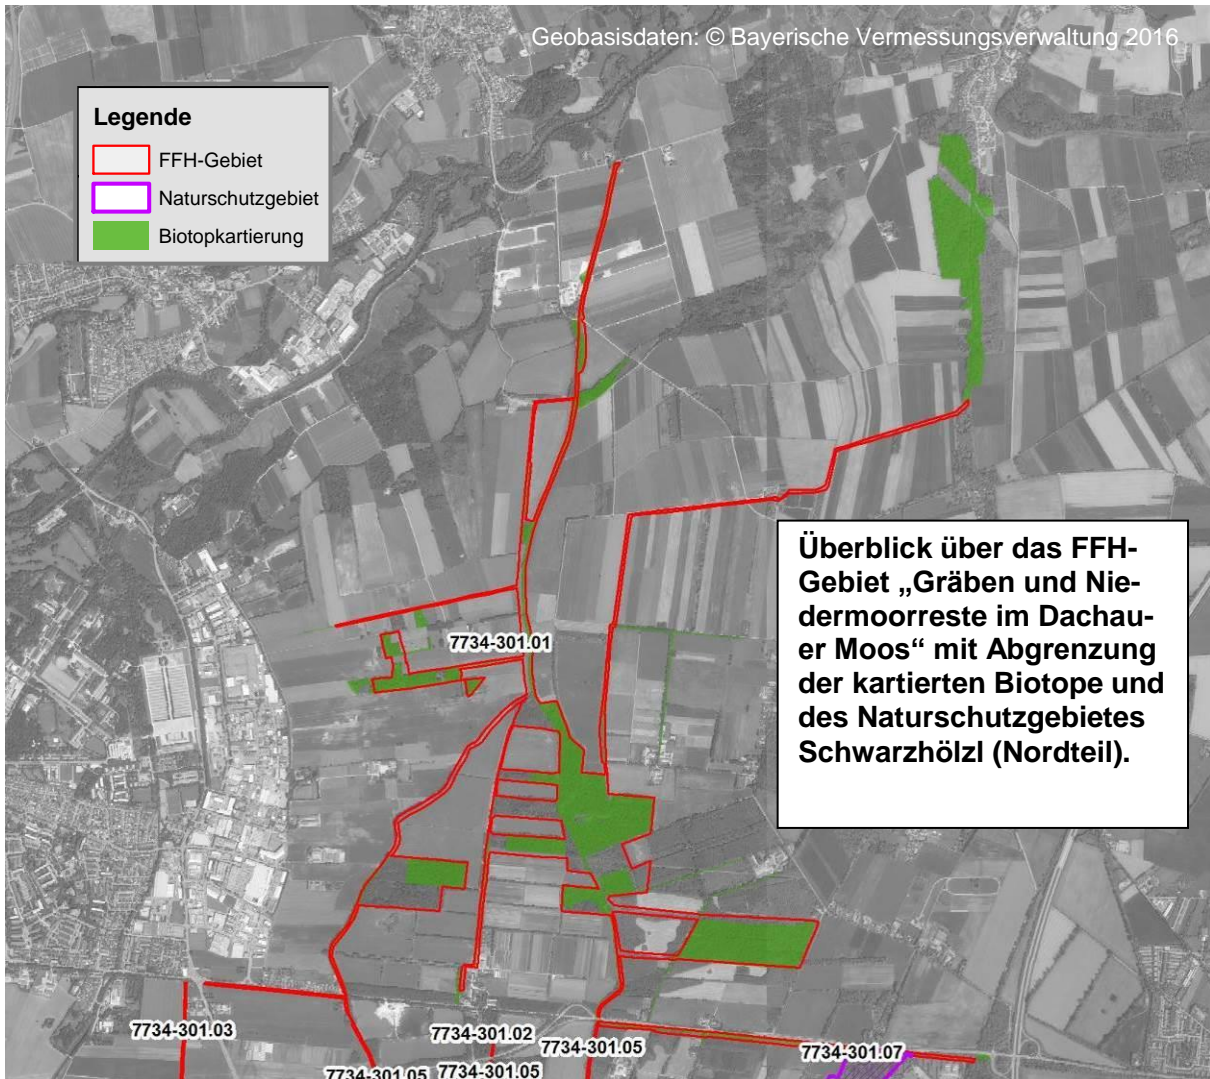 Geobasisdaten: © Bayerische Vermessungsverwaltung 2016
Legende
FFH-Gebiet
Naturschutzgebiet
Biotopkartierung
Überblick über das FFH-
Gebiet „Gräben und Nie-
dermoorreste im Dachau-
er Moos“ mit Abgrenzung
der kartierten Biotope und
des Naturschutzgebietes
Schwarzhölzl (Nordteil).
7734-301.01
7734-301.03
7734-301.02
7734-301.05
7734-301.07
7734-301.05
7734-301.05